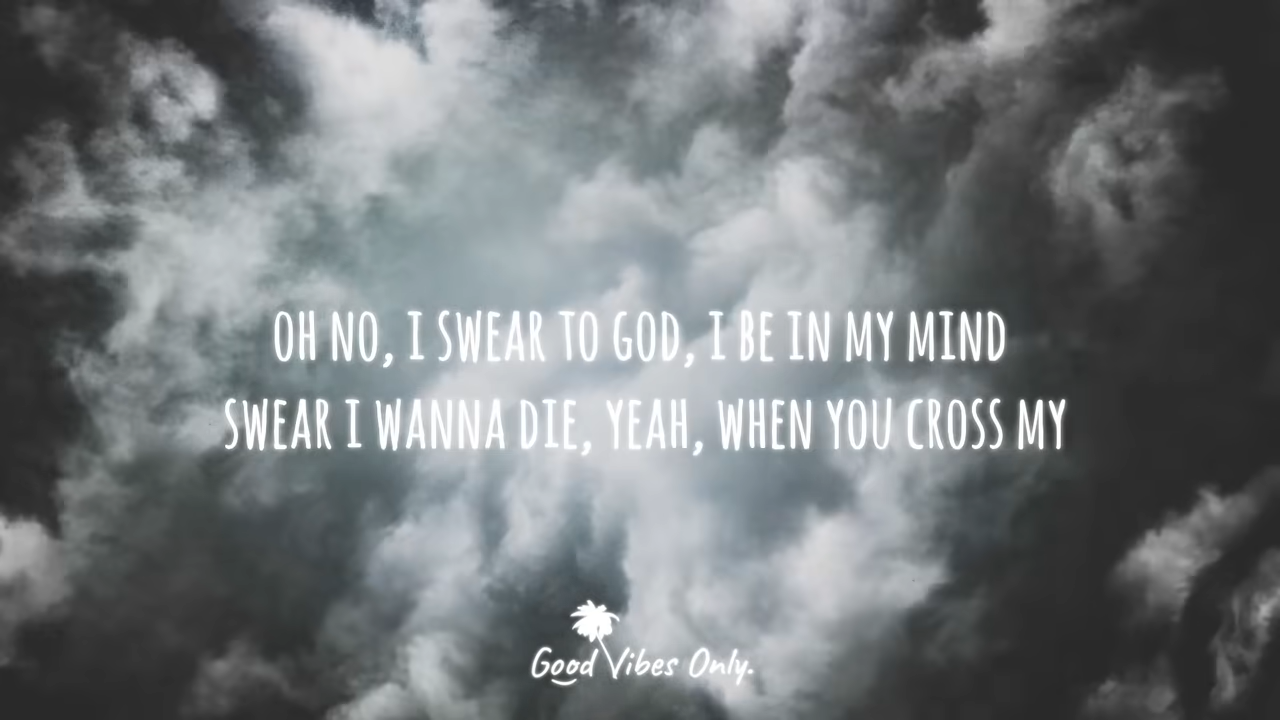 OH NO, I SWEAR TO GOD, I BE IN MY MIND
SWEAR I WANNA DIE, YEAH, WHEN YOU CROSS MY
Good Vibes Only.